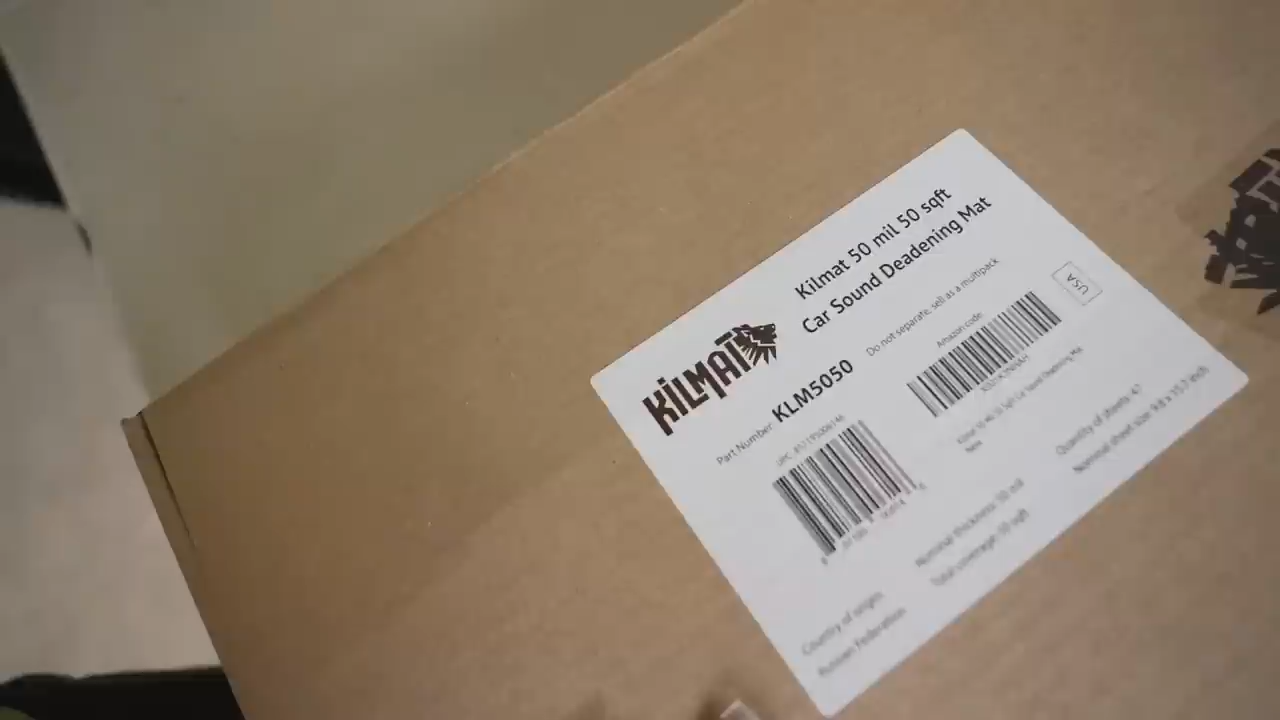 Kilmat 50 mil 50 sqft
Car Sound Deadening Mat
KILMAT
Part Number KLM5050
Do not separate, sell as a multipack
USA
Amazon code:
UPC:
New
Quantity of sheets: 47
Nominal sheet size: 9.8 x 15.7 inch
Nominal thickness: 50 mil
Total coverage: 50 sqft
Country of origin:
Russian Federation